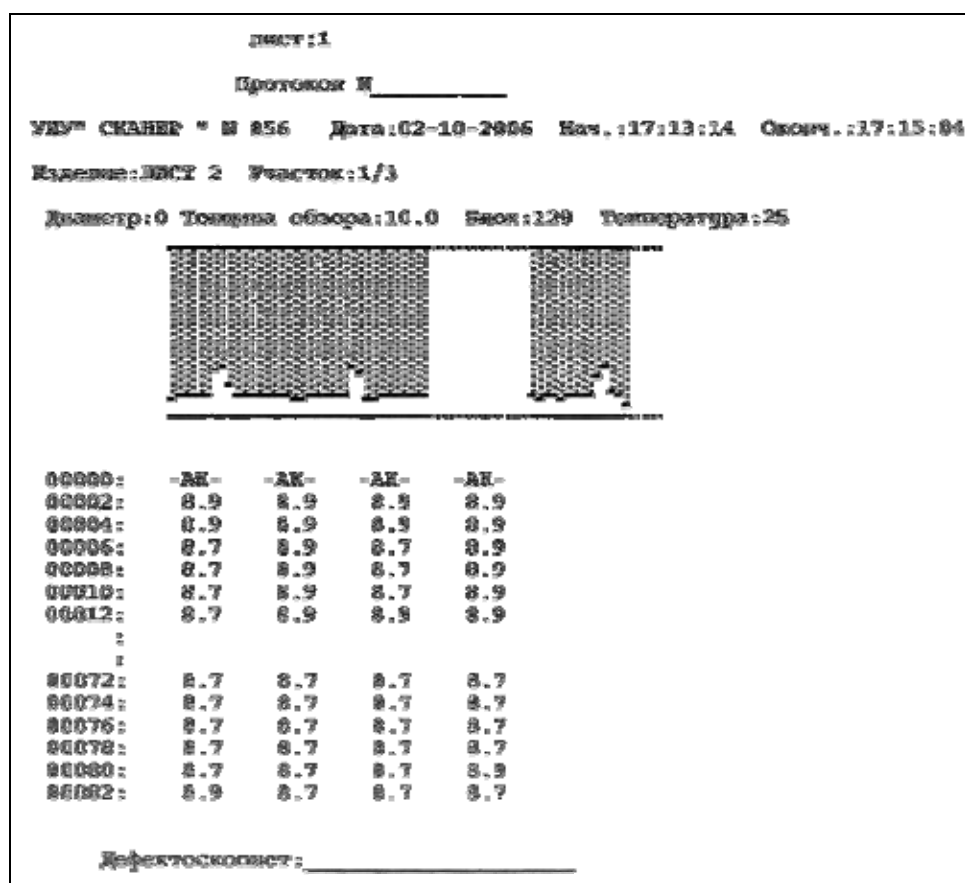 лист:1
Протокол N
УИУ" СКАНЕР " N 856 Дата:02-10-2006 Нач.:17:13:14 Оконч.:17:15:04
Изделие:ЛИСТ 2 Участок:1/3
Диаметр:0 Толщина обзора:10.0 Блок:129 Температура:25
00000: -АК- -АК- -АК- -АК-
00002: 8.9 8.9 8.9 8.9
00004: 8.9 8.9 8.9 8.9
00006: 8.7 8.9 8.7 8.9
00008: 8.7 8.9 8.7 8.9
00010: 8.7 8.9 8.7 8.9
00012: 8.7 8.9 8.9 8.9
:
:
00072: 8.7 8.7 8.7 8.7
00074: 8.7 8.7 8.7 8.7
00076: 8.7 8.7 8.7 8.7
00078: 8.7 8.7 8.7 8.7
00080: 8.7 8.7 8.7 8.9
00082: 8.9 8.7 8.7 8.7
Дефектоскопист: